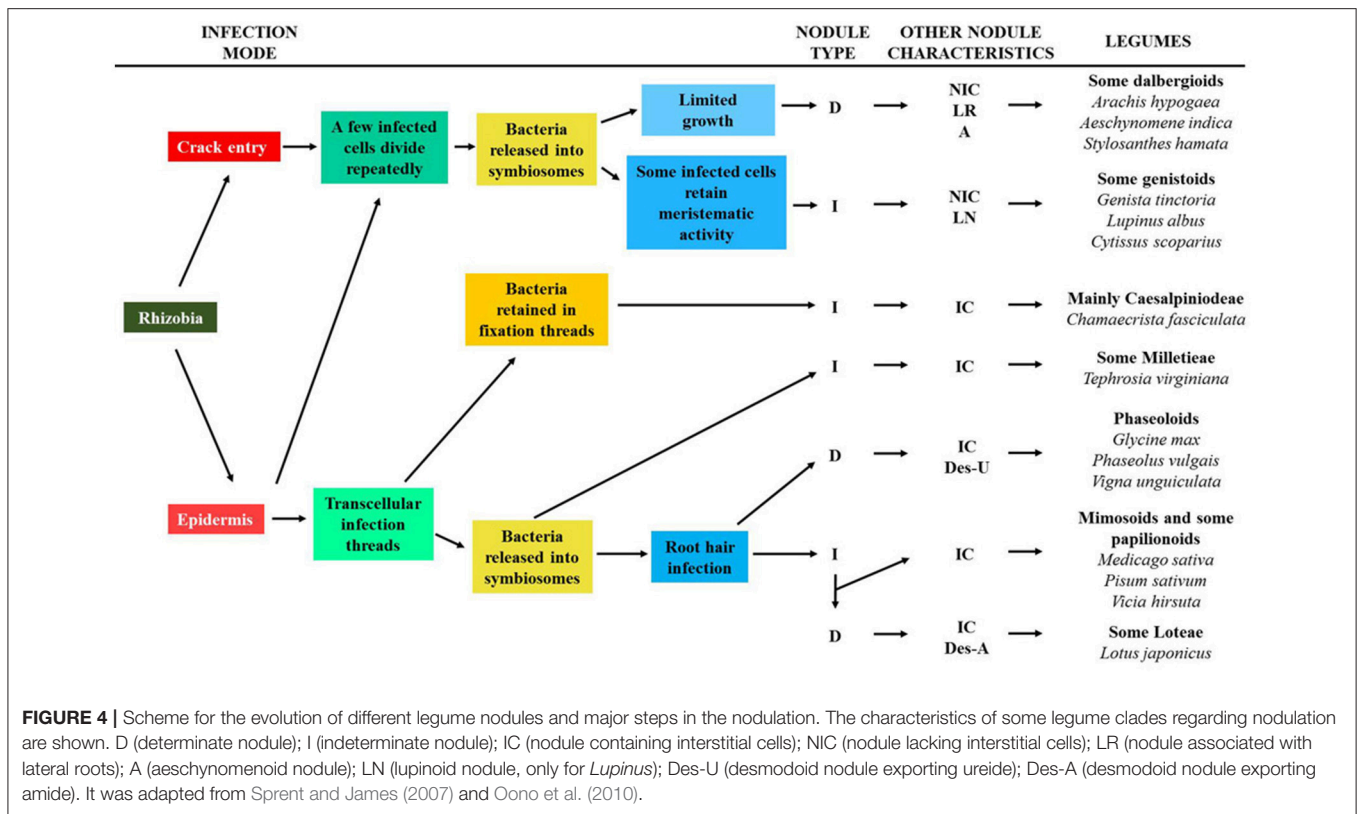 INFECTION
MODE
NODULE
TYPE
OTHER NODULE
CHARACTERISTICS
LEGUMES
Rhizobia
Crack entry
A few infected
cells divide
repeatedly
Bacteria
released into
symbiosomes
Limited
growth
D
NIC
LR
A
Some dalbergioids
Arachis hypogaea
Aeschynomene indica
Stylosanthes hamata
Some infected cells
retain
meristematic
activity
I
NIC
LN
Some genistoids
Genista tinctoria
Lupinus albus
Cytissus scoparius
Bacteria
retained in
fixation threads
I
IC
Mainly Caesalpiniodeae
Chamaecrista fasciculata
I
IC
Some Milletieae
Tephrosia virginiana
Epidermis
Transcellular
infection
threads
Bacteria
released into
symbiosomes
Root hair
infection
D
IC
Des-U
Phaseoloids
Glycine max
Phaseolus vulgais
Vigna unguiculata
I
IC
Mimosoids and some
papilionoids
Medicago sativa
Pisum sativum
Vicia hirsuta
D
IC
Des-A
Some Loteae
Lotus japonicus
FIGURE 4 | Scheme for the evolution of different legume nodules and major steps in the nodulation. The characteristics of some legume clades regarding nodulation
are shown. D (determinate nodule); I (indeterminate nodule); IC (nodule containing interstitial cells); NIC (nodule lacking interstitial cells); LR (nodule associated with
lateral roots); A (aeschynomenoid nodule); LN (lupinoid nodule, only for Lupinus); Des-U (desmodoid nodule exporting ureide); Des-A (desmodoid nodule exporting
amide). It was adapted from Sprent and James (2007) and Oono et al. (2010).